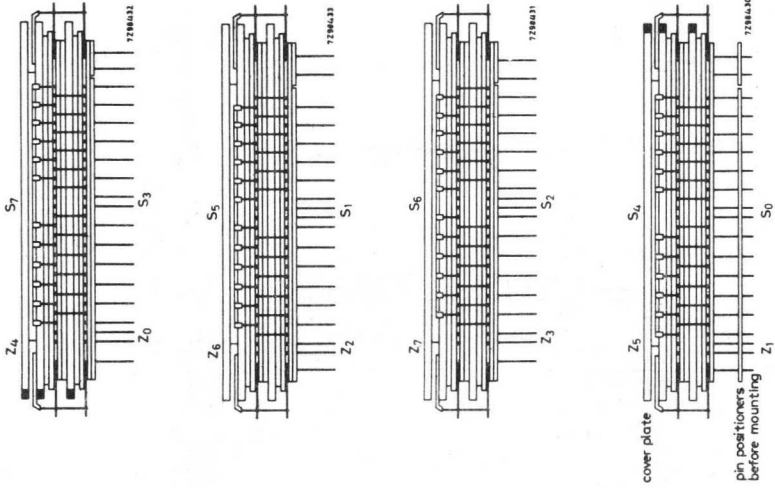 Z4
S7
Z0
S3
7Z98432
Z6
S5
Z2
S1
7Z98433
Z7
S6
Z3
S2
7Z98431
cover plate
Z5
S4
pin positioners
before mounting
Z1
S0
7Z98430